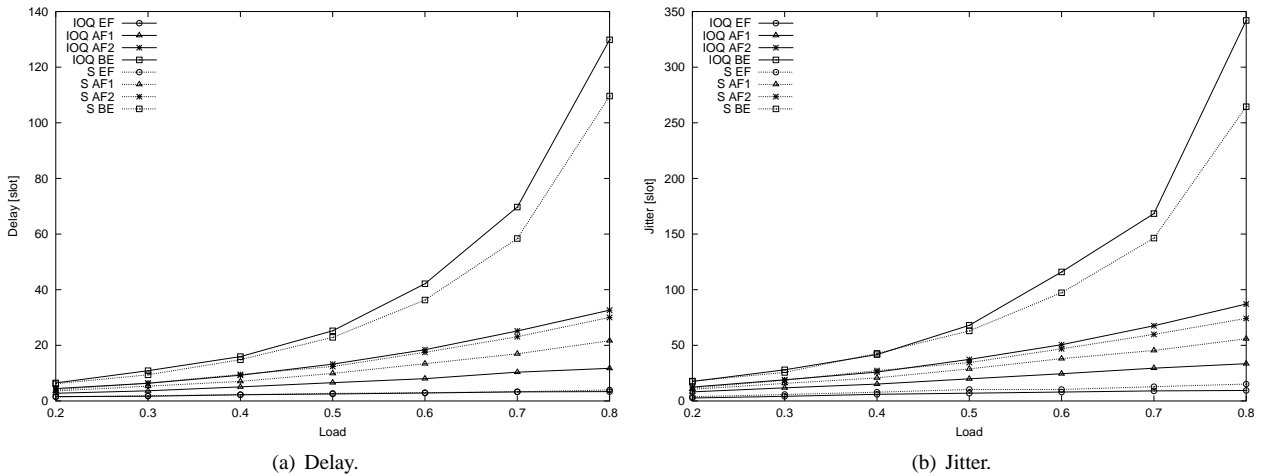 140
120
100
80
60
40
20
0
Delay [slot]
IOQ EF
IOQ AF1
IOQ AF2
IOQ BE
S EF
S AF1
S AF2
S BE
0.2 0.3 0.4 0.5 0.6 0.7 0.8
Load
(a) Delay.
350
300
250
200
150
100
50
0
Jitter [slot]
IOQ EF
IOQ AF1
IOQ AF2
IOQ BE
S EF
S AF1
S AF2
S BE
0.2 0.3 0.4 0.5 0.6 0.7 0.8
Load
(b) Jitter.